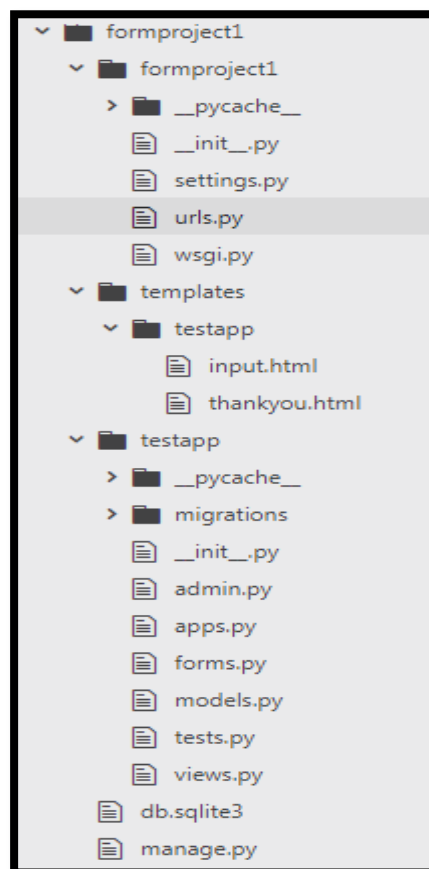 formproject1
formproject1
__pycache__
__init__.py
settings.py
urls.py
wsgi.py
templates
testapp
input.html
thankyou.html
testapp
__pycache__
migrations
__init__.py
admin.py
apps.py
forms.py
models.py
tests.py
views.py
db.sqlite3
manage.py